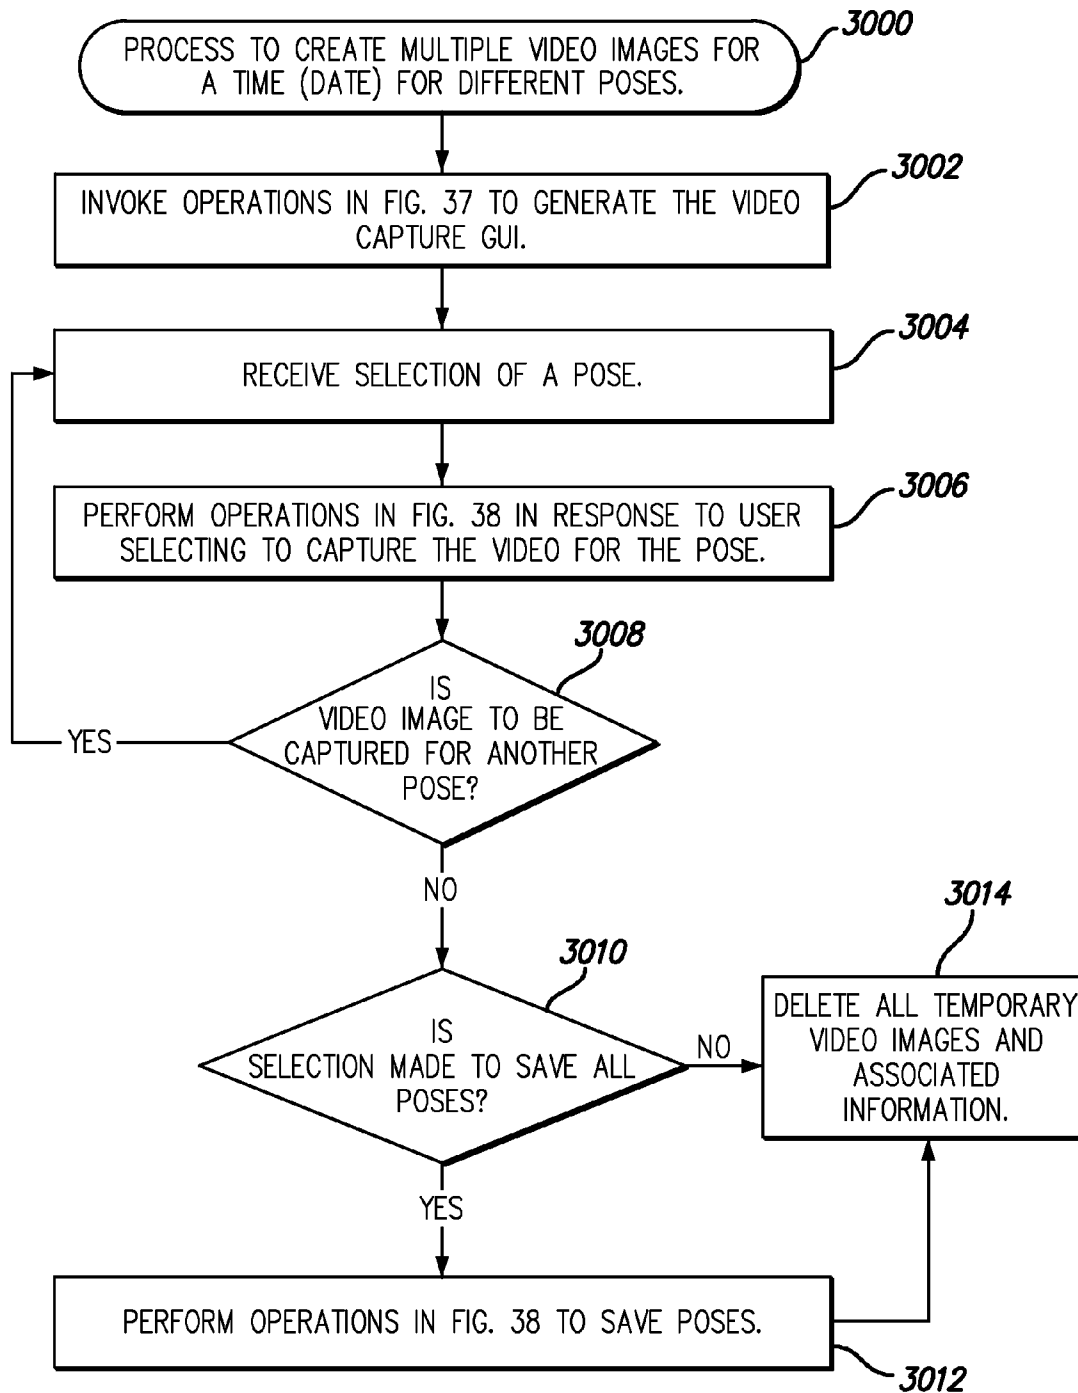 3000
PROCESS TO CREATE MULTIPLE VIDEO IMAGES FOR
A TIME (DATE) FOR DIFFERENT POSES.
3002
INVOKE OPERATIONS IN FIG. 37 TO GENERATE THE VIDEO
CAPTURE GUI.
3004
RECEIVE SELECTION OF A POSE.
3006
PERFORM OPERATIONS IN FIG. 38 IN RESPONSE TO USER
SELECTING TO CAPTURE THE VIDEO FOR THE POSE.
3008
IS
VIDEO IMAGE TO BE
CAPTURED FOR ANOTHER
POSE?
YES
NO
3010
IS
SELECTION MADE TO SAVE ALL
POSES?
NO
3014
DELETE ALL TEMPORARY
VIDEO IMAGES AND
ASSOCIATED
INFORMATION.
YES
PERFORM OPERATIONS IN FIG. 38 TO SAVE POSES.
3012